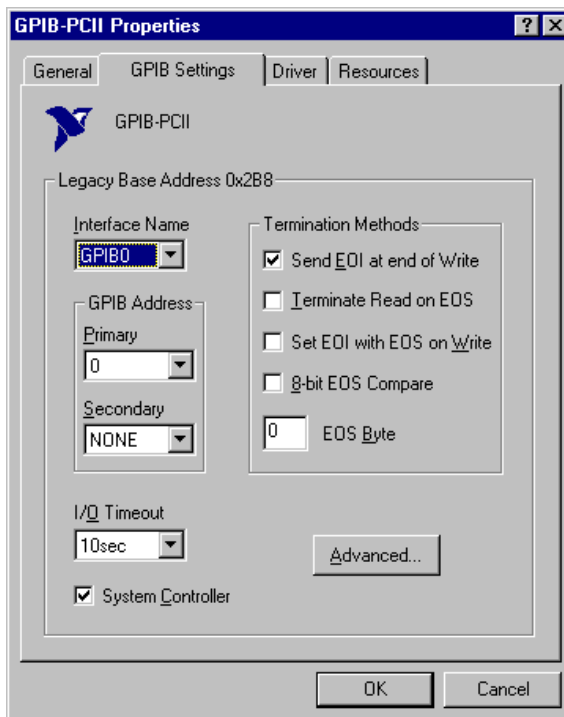 GPIB-PCII Properties
General
GPIB Settings
Driver
Resources
GPIB-PCII
Legacy Base Address 0x2B8
Interface Name
GPIB0
GPIB Address
Primary
0
Secondary
NONE
Termination Methods
Send EOI at end of Write
Terminate Read on EOS
Set EOI with EOS on Write
8-bit EOS Compare
0 EOS Byte
I/O Timeout
10sec
Advanced...
System Controller
OK
Cancel